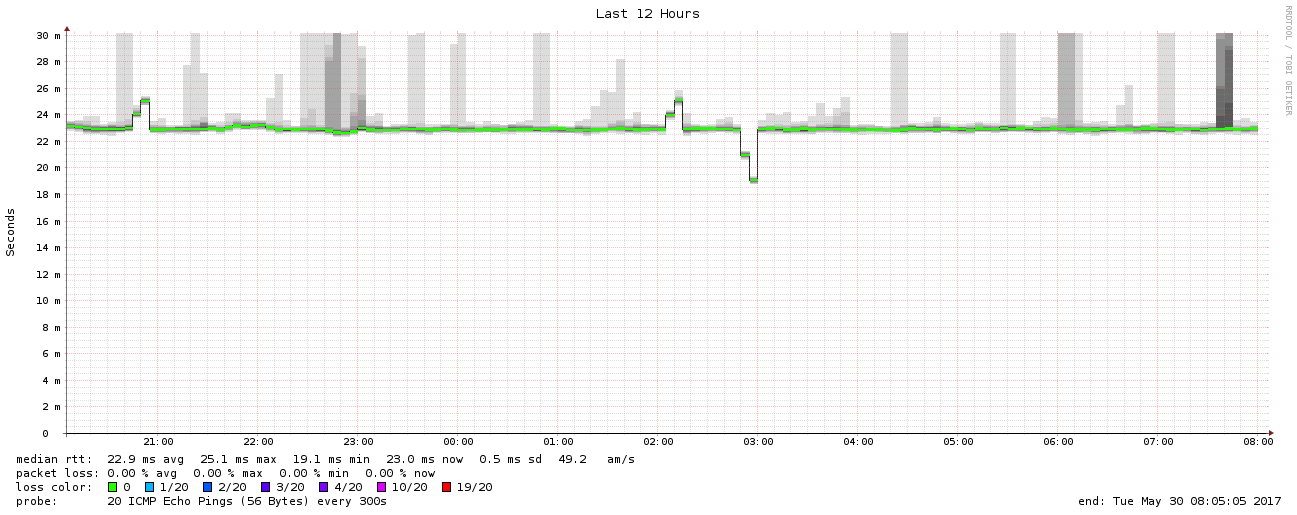 Last 12 Hours
RRDTOOL / TOBI OETIKER
Seconds
30 m
28 m
26 m
24 m
22 m
20 m
18 m
16 m
14 m
12 m
10 m
8 m
6 m
4 m
2 m
0
21:00 22:00 23:00 00:00 01:00 02:00 03:00 04:00 05:00 06:00 07:00 08:00
median rtt: 22.9 ms avg 25.1 ms max 19.1 ms min 23.0 ms now 0.5 ms sd 49.2 am/s
packet loss: 0.00 % avg 0.00 % max 0.00 % min 0.00 % now
loss color: 0 1/20 2/20 3/20 4/20 10/20 19/20
probe: 20 ICMP Echo Pings (56 Bytes) every 300s end: Tue May 30 08:05:05 2017